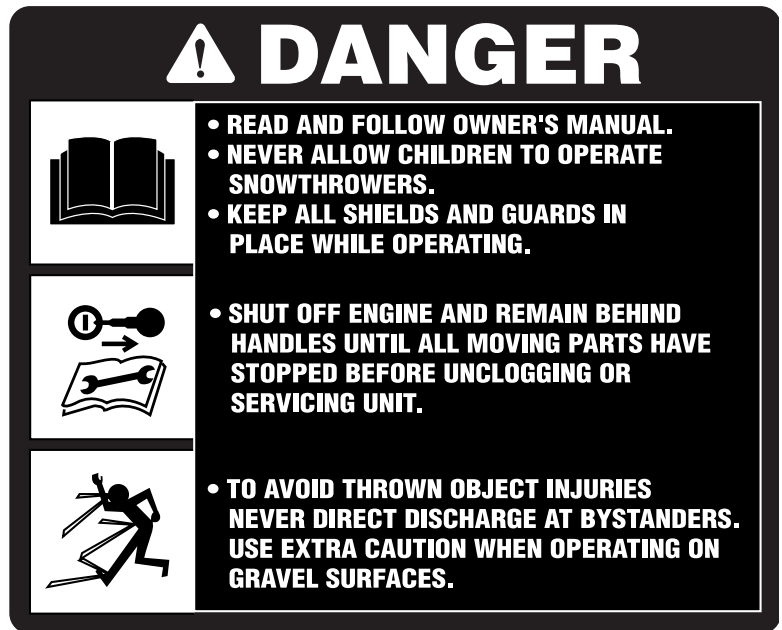 DANGER
• READ AND FOLLOW OWNER'S MANUAL.
• NEVER ALLOW CHILDREN TO OPERATE
SNOWTHROWERS.
• KEEP ALL SHIELDS AND GUARDS IN
PLACE WHILE OPERATING.
• SHUT OFF ENGINE AND REMAIN BEHIND
HANDLES UNTIL ALL MOVING PARTS HAVE
STOPPED BEFORE UNCLOGGING OR
SERVICING UNIT.
• TO AVOID THROWN OBJECT INJURIES
NEVER DIRECT DISCHARGE AT BYSTANDERS.
USE EXTRA CAUTION WHEN OPERATING ON
GRAVEL SURFACES.